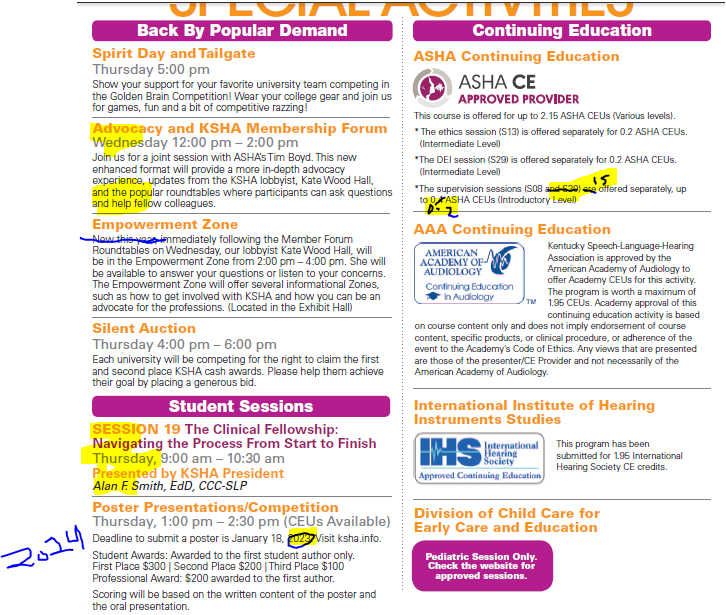 SPECIAL ACTIVITIES
Back By Popular Demand
Spirit Day and Tailgate
Thursday 5:00 pm
Show your support for your favorite university team competing in
the Golden Brain Competition! Wear your college gear and join us
for games, fun and a bit of competitive razzing!
Advocacy and KSHA Membership Forum
Wednesday 12:00 pm – 2:00 pm
Join us for a joint session with ASHA's Tim Boyd. This new
enhanced format will provide a more in-depth advocacy
experience, updates from the KSHA lobbyist, Kate Wood Hall,
and the popular roundtables where participants can ask questions
and help fellow colleagues.
Empowerment Zone
New this year immediately following the Member Forum
Roundtables on Wednesday, our lobbyist Kate Wood Hall, will
be in the Empowerment Zone from 2:00 pm – 4:00 pm. She will
be available to answer your questions or listen to your concerns.
The Empowerment Zone will offer several informational Zones,
such as how to get involved with KSHA and how you can be an
advocate for the professions. (Located in the Exhibit Hall)
Silent Auction
Thursday 4:00 pm – 6:00 pm
Each university will be competing for the right to claim the first
and second place KSHA cash awards. Please help them achieve
their goal by placing a generous bid.
Student Sessions
SESSION 19 The Clinical Fellowship:
Navigating the Process From Start to Finish
Thursday, 9:00 am – 10:30 am
Presented by KSHA President
Alan F. Smith, EdD, CCC-SLP
Poster Presentations/Competition
Thursday, 1:00 pm – 2:30 pm (CEUs Available)
Deadline to submit a poster is January 18, 2023. Visit ksha.info.
2024
Student Awards: Awarded to the first student author only.
First Place $300 | Second Place $200 | Third Place $100
Professional Award: $200 awarded to the first author.
Scoring will be based on the written content of the poster and
the oral presentation.
Continuing Education
ASHA Continuing Education
ASHA CE
APPROVED PROVIDER
This course is offered for up to 2.15 ASHA CEUs (Various levels).
* The ethics session (S13) is offered separately for 0.2 ASHA CEUs.
(Intermediate Level)
*The DEI session (S29) is offered separately for 0.2 ASHA CEUs.
(Intermediate Level)
15
*The supervision sessions (S08 and S39) are offered separately, up
to 0.4 ASHA CEUs (Introductory Level)
0.2
AAA Continuing Education
AMERICAN
ACADEMY OF
AUDIOLOGY
Continuing Education
in Audiology
TM
Kentucky Speech-Language-Hearing
Association is approved by the
American Academy of Audiology to
offer Academy CEUs for this activity.
The program is worth a maximum of
1.95 CEUs. Academy approval of this
continuing education activity is based
on course content only and does not imply endorsement of course
content, specific products, or clinical procedure, or adherence of the
event to the Academy's Code of Ethics. Any views that are presented
are those of the presenter/CE Provider and not necessarily of the
American Academy of Audiology.
International Institute of Hearing
Instruments Studies
IHS International
Hearing
Society
Approved Continuing Education
This program has been
submitted for 1.95 International
Hearing Society CE credits.
Division of Child Care for
Early Care and Education
Pediatric Session Only.
Check the website for
approved sessions.